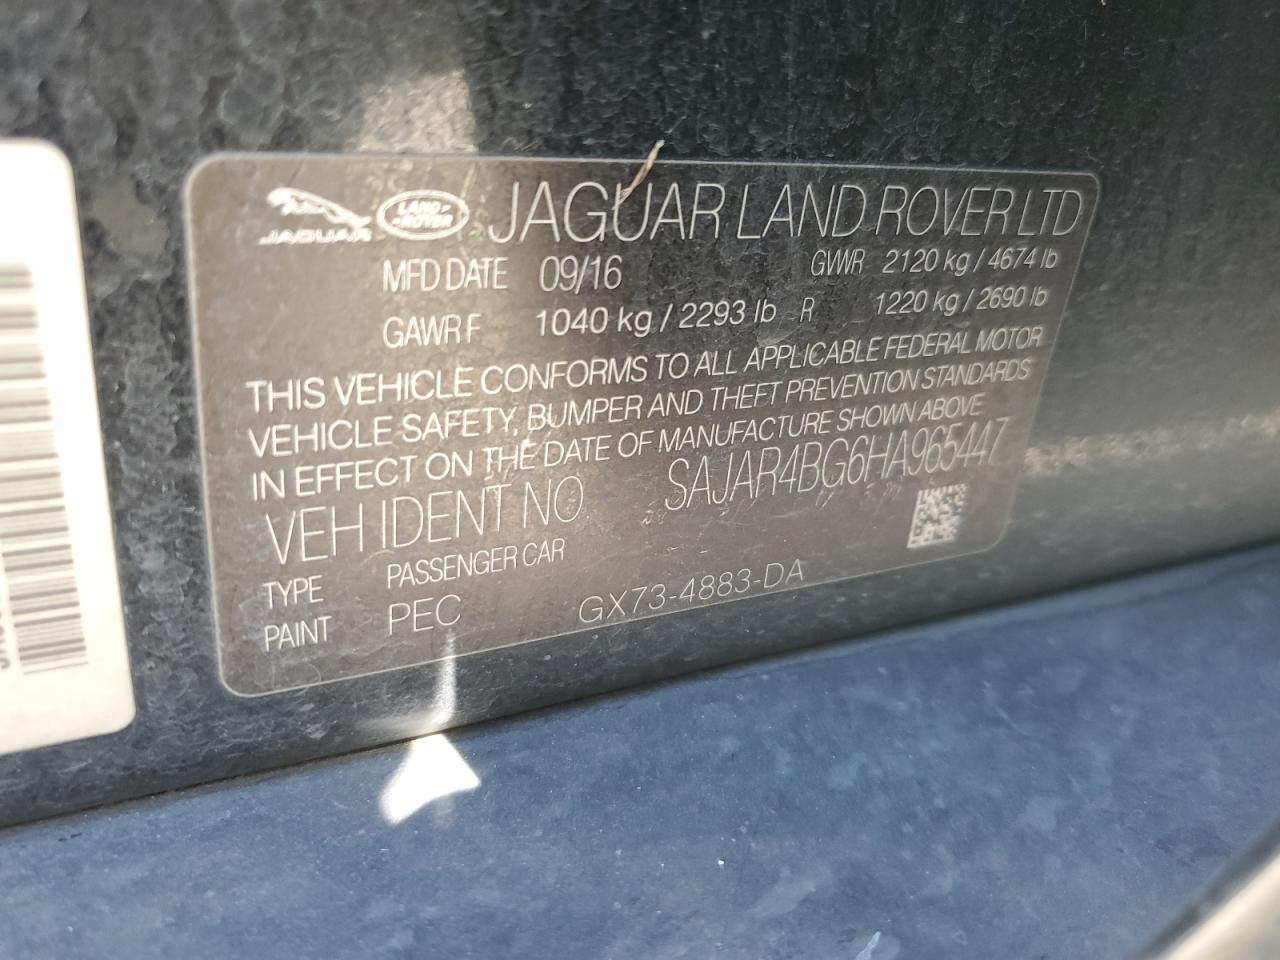 JAGUAR LAND-ROVER JAGUAR LAND ROVER LTD
MFD DATE 09/16 GVWR 2120 kg / 4674 lb
GAWR F 1040 kg / 2293 lb R 1220 kg / 2690 lb
THIS VEHICLE CONFORMS TO ALL APPLICABLE FEDERAL MOTOR
VEHICLE SAFETY, BUMPER AND THEFT PREVENTION STANDARDS
IN EFFECT ON THE DATE OF MANUFACTURE SHOWN ABOVE
VEH IDENT NO SAJAR4BG6HA965447
TYPE PASSENGER CAR
PAINT PEC GX73-4883-DA